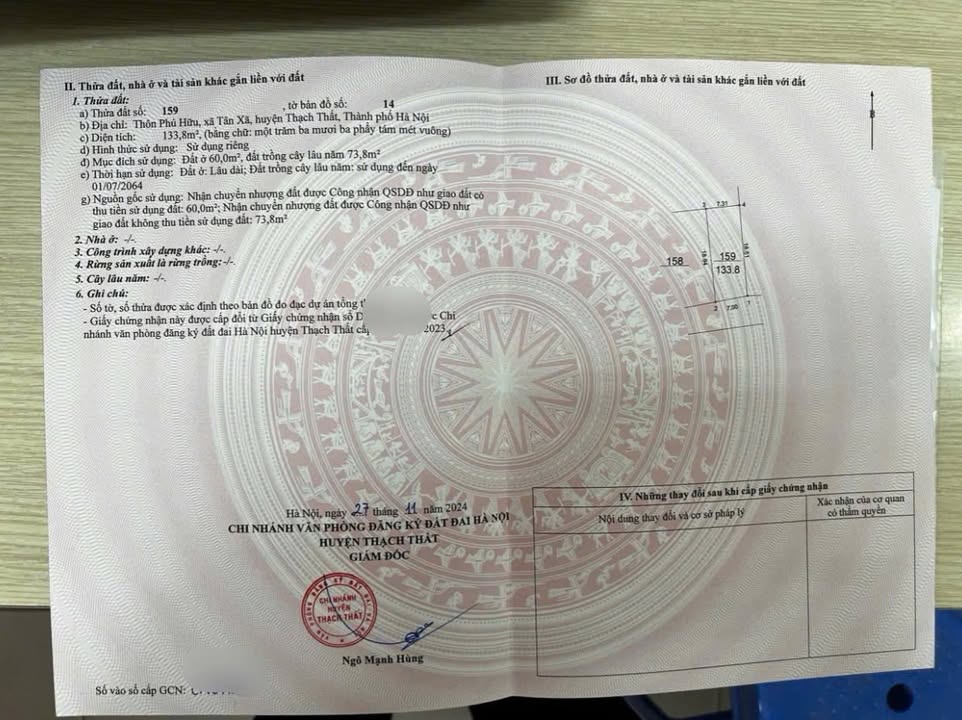 II. Thửa đất, nhà ở và tài sản khác gắn liền với đất
1. Thửa đất:
a) Thửa đất số: 159 , tờ bản đồ số: 14
b) Địa chỉ: Thôn Phú Hữu, xã Tân Xã, huyện Thạch Thất, Thành phố Hà Nội
c) Diện tích 133,8m², (bằng chữ: một trăm ba mươi ba phẩy tám mét vuông)
d) Hình thức sử dụng: Sử dụng riêng
đ) Mục đích sử dụng: Đất ở 60,0m², đất trồng cây lâu năm 73,8m²
e) Thời hạn sử dụng: Đất ở: Lâu dài; Đất trồng cây lâu năm: sử dụng đến ngày
01/07/2064
g) Nguồn gốc sử dụng: Nhận chuyển nhượng đất được Công nhận QSDĐ như giao đất có
thu tiền sử dụng đất: 60,0m²; Nhận chuyển nhượng đất được Công nhận QSDĐ như
giao đất không thu tiền sử dụng đất: 73,8m²
2. Nhà ở: -/-.
3. Công trình xây dựng khác: -/-.
4. Rừng sản xuất là rừng trồng:-/-.
5. Cây lâu năm: -/-.
6. Ghi chú:
- Số tờ, số thửa được xác định theo bản đồ đo đạc dự án tổng
- Giấy chứng nhận này được cấp đổi từ Giấy chứng nhận số D Chi
nhánh văn phòng đăng ký đất đai Hà Nội huyện Thạch Thất 2023
Hà Nội, ngày 27 tháng 11 năm 2024
CHI NHÁNH VĂN PHÒNG ĐĂNG KÝ ĐẤT ĐAI HÀ NỘI
HUYỆN THẠCH THẤT
GIÁM ĐỐC
CHI NHÁNH
HUYỆN
THẠCH THẤT
Ngô Mạnh Hùng
Số vào sổ cấp GCN:
III. Sơ đồ thửa đất, nhà ở và tài sản khác gắn liền với đất
B
3 7.31 4
158 159
133.8
2 7.00 1
IV. Những thay đổi sau khi cấp giấy chứng nhận
Nội dung thay đổi và cơ sở pháp lý
Xác nhận của cơ quan
có thẩm quyền